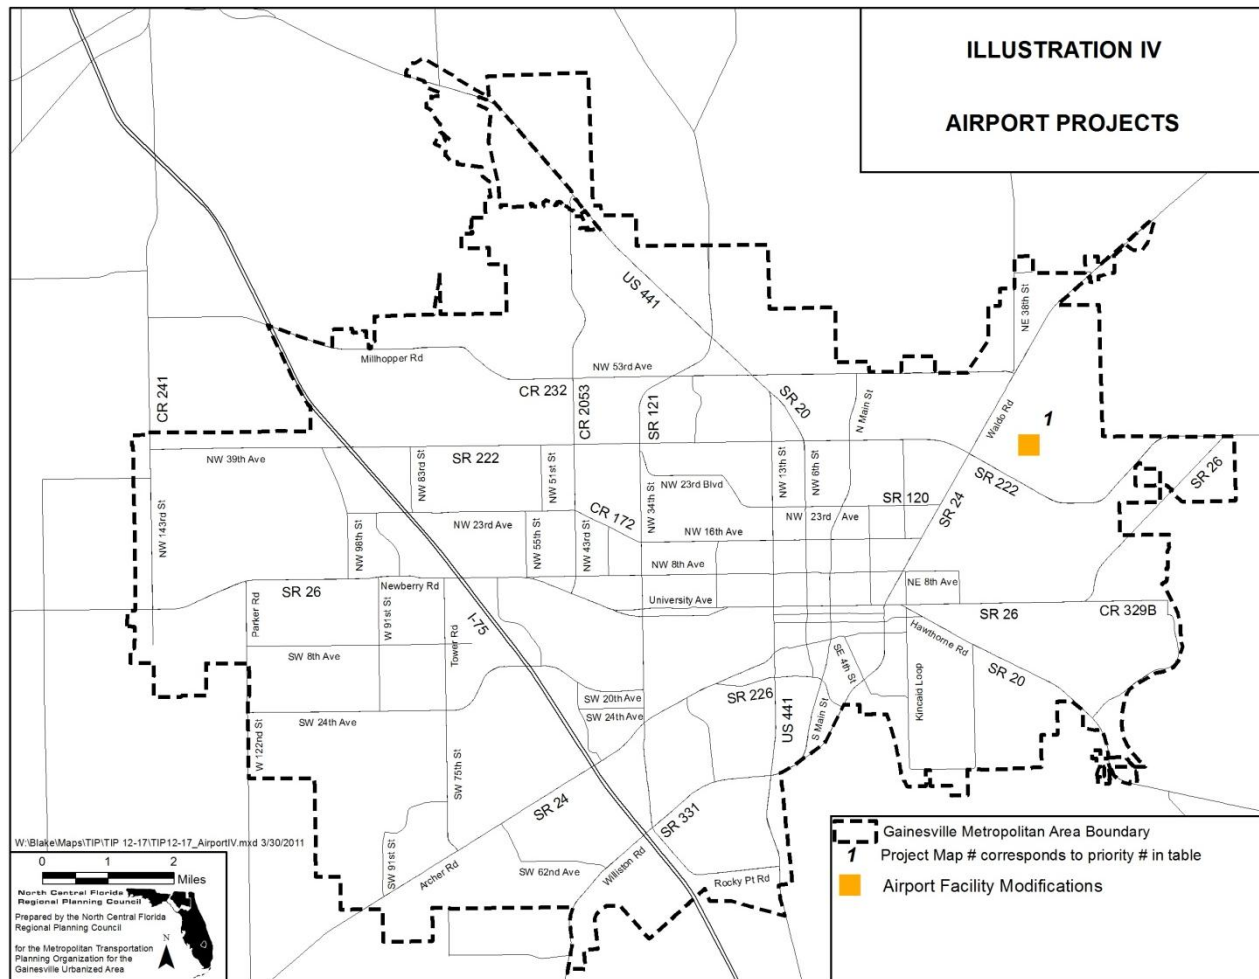 ILLUSTRATION IV
AIRPORT PROJECTS
US 441
NE 38th St
Millhopper Rd
NW 53rd Ave
CR 241
CR 232
CR 2053
SR 121
SR 20
N Main St
Waldo Rd
1
NW 39th Ave
SR 222
NW 83rd St
NW 51st St
NW 34th St
NW 23rd Blvd
NW 13th St
NW 6th St
SR 120
SR 24
SR 222
SR 26
NW 143rd St
NW 98th St
NW 23rd Ave
NW 55th St
NW 43rd St
CR 172
NW 16th Ave
NW 23rd Ave
NW 8th Ave
NE 8th Ave
SR 26
Newberry Rd
University Ave
SR 26
CR 329B
Parker Rd
W 91st St
Tower Rd
I-75
Hawthorne Rd
SW 8th Ave
SE 4th St
SR 20
SW 20th Ave
SR 226
Kincaid Loop
SW 24th Ave
SW 24th Ave
US 441
S Main St
W 122nd St
SW 75th St
SR 24
SR 331
SW 91st St
Archer Rd
SW 62nd Ave
Williston Rd
Rocky Pt Rd
W:\Blake\Maps\TIP\TIP 12-17\TIP12-17_AirportIV.mxd 3/30/2011
0 1 2
Miles
North Central Florida
Regional Planning Council
Prepared by the North Central Florida
Regional Planning Council
for the Metropolitan Transportation
Planning Organization for the
Gainesville Urbanized Area
N
Gainesville Metropolitan Area Boundary
1 Project Map # corresponds to priority # in table
Airport Facility Modifications